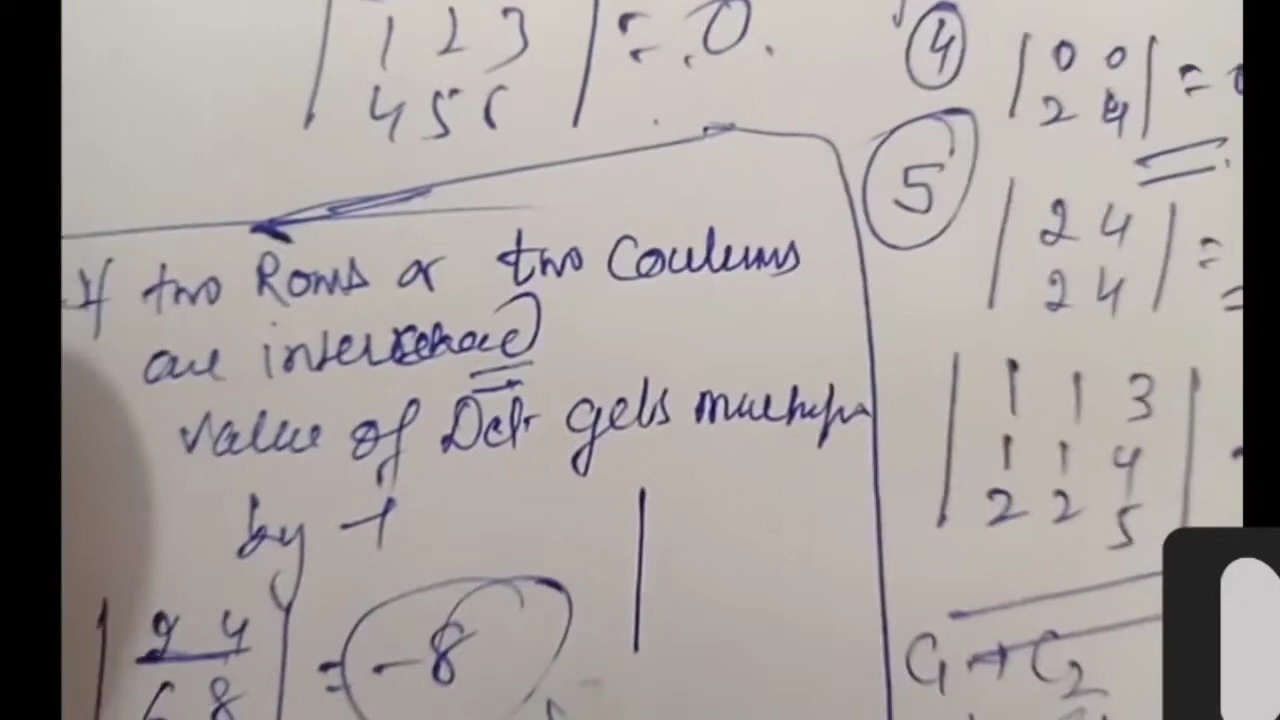 | 1 2 3 | = 0.
| 4 5 6 |
If two Rows or two Coulums
are
value of Det. gets
by -1
| 2 4 |
| 6 8 | = -8
④ | 0 0 |
| 2 4 | =
⑤
| 2 4 |
| 2 4 | =
| 1 1 3 |
| 1 1 4 |
| 2 2 5 |
C₁ → C₂